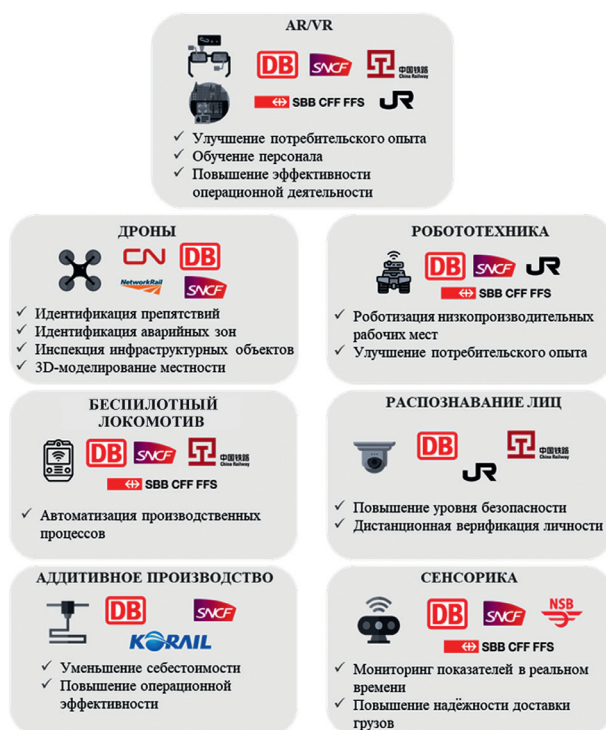 AR/VR
DB
SNCF
中国铁路
China Railway
SBB CFF FFS
JR
✓ Улучшение потребительского опыта
✓ Обучение персонала
✓ Повышение эффективности
операционной деятельности
ДРОНЫ
CN
DB
NetworkRail
SNCF
✓ Идентификация препятствий
✓ Идентификация аварийных зон
✓ Инспекция инфраструктурных объектов
✓ 3D-моделирование местности
РОБОТОТЕХНИКА
DB
SNCF
JR
SBB CFF FFS
✓ Роботизация низкопроизводительных
рабочих мест
✓ Улучшение потребительского опыта
БЕСПИЛОТНЫЙ
ЛОКОМОТИВ
DB
SNCF
中国铁路
China Railway
SBB CFF FFS
✓ Автоматизация производственных
процессов
РАСПОЗНАВАНИЕ ЛИЦ
DB
JR
中国铁路
China Railway
✓ Повышение уровня безопасности
✓ Дистанционная верификация личности
АДДИТИВНОЕ ПРОИЗВОДСТВО
DB
SNCF
KORAIL
✓ Уменьшение себестоимости
✓ Повышение операционной
эффективности
СЕНСОРИКА
DB
SNCF
NSB
SBB CFF FFS
✓ Мониторинг показателей в реальном
времени
✓ Повышение надёжности доставки
грузов